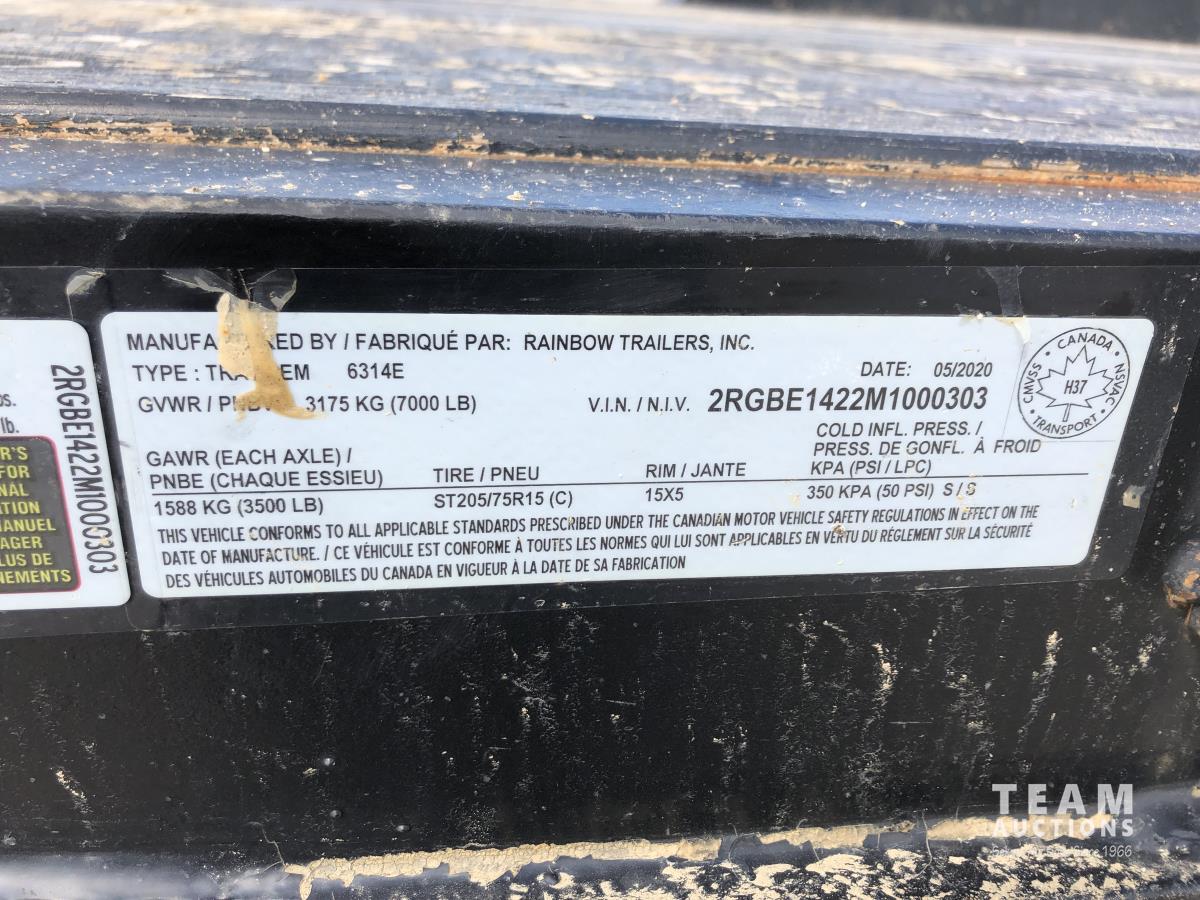 os.
lb.
R'S
FOR
NAL
TION
MANUEL
AGER
LUS DE
NEMENTS
2RGBE1422M1000303
MANUFA RED BY / FABRIQUÉ PAR: RAINBOW TRAILERS, INC.
TYPE : TRA EM 6314E
DATE: 05/2020
GVWR / 3175 KG (7000 LB)
V.I.N. / N.I.V. 2RGBE1422M1000303
CMVSS CANADA NSVAC
H37
TRANSPORT
GAWR (EACH AXLE) /
PNBE (CHAQUE ESSIEU)
TIRE / PNEU
RIM / JANTE
COLD INFL. PRESS. /
PRESS. DE GONFL. À FROID
KPA (PSI / LPC)
1588 KG (3500 LB) ST205/75R15 (C) 15X5 350 KPA (50 PSI) S / S
THIS VEHICLE CONFORMS TO ALL APPLICABLE STANDARDS PRESCRIBED UNDER THE CANADIAN MOTOR VEHICLE SAFETY REGULATIONS IN EFFECT ON THE
DATE OF MANUFACTURE. / CE VÉHICULE EST CONFORME À TOUTES LES NORMES QUI LUI SONT APPLICABLES EN VERTU DU RÈGLEMENT SUR LA SÉCURITÉ
DES VÉHICULES AUTOMOBILES DU CANADA EN VIGUEUR À LA DATE DE SA FABRICATION
TEAM
AUCTIONS
1966